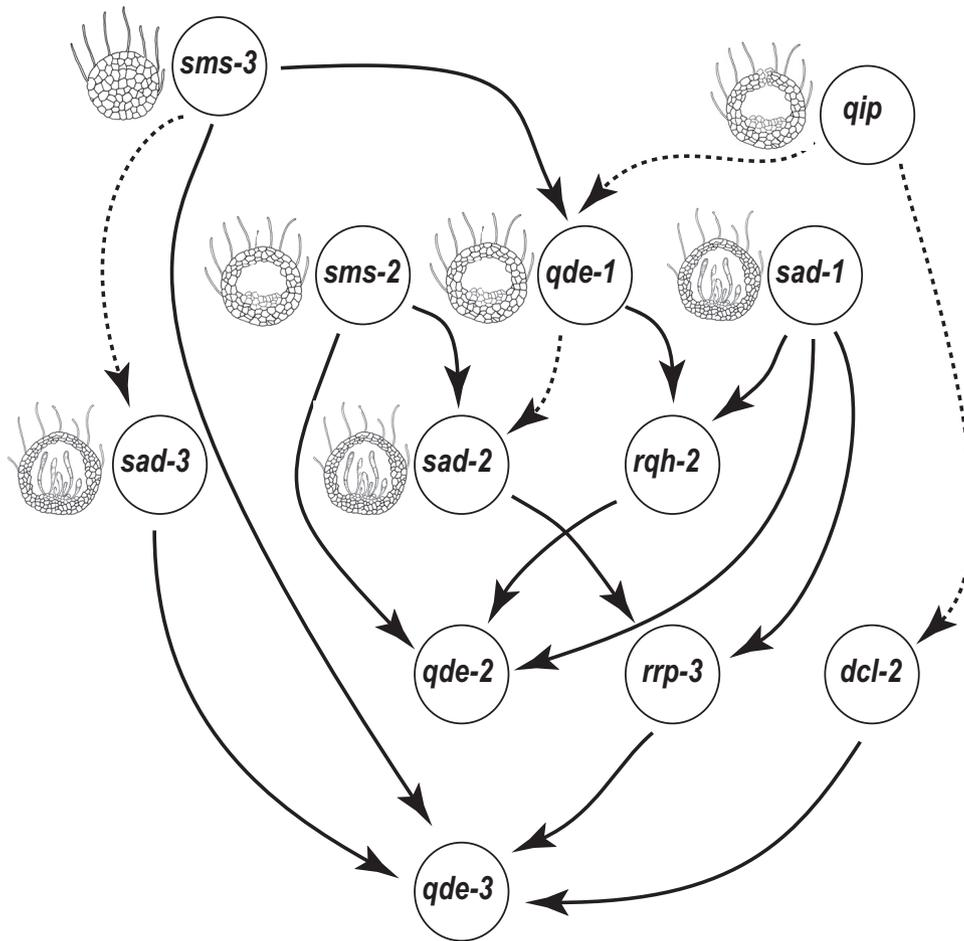 sms-3
qip
sms-2
qde-1
sad-1
sad-3
sad-2
rqh-2
qde-2
rrp-3
dcl-2
qde-3